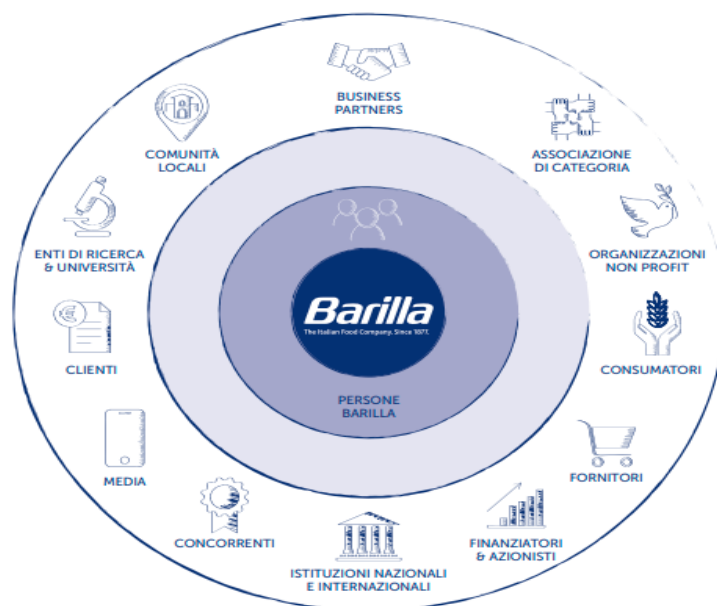 BUSINESS
PARTNERS
ASSOCIAZIONE
DI CATEGORIA
ORGANIZZAZIONI
NON PROFIT
CONSUMATORI
FORNITORI
FINANZIATORI
& AZIONISTI
ISTITUZIONI NAZIONALI
E INTERNAZIONALI
CONCORRENTI
MEDIA
CLIENTI
ENTI DI RICERCA
& UNIVERSITÀ
COMUNITÀ
LOCALI
Barilla
The Italian Food Company. Since 1877.
PERSONE
BARILLA